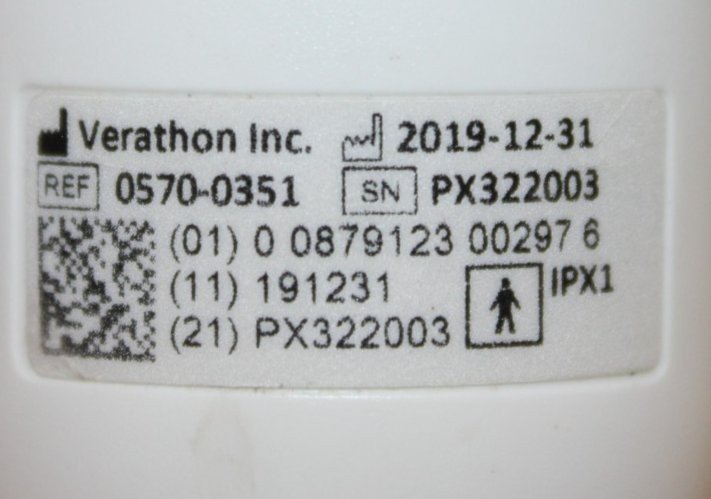 Verathon Inc. 2019-12-31
REF 0570-0351 SN PX322003
(01) 0 0879123 00297 6
(11) 191231 IPX1
(21) PX322003